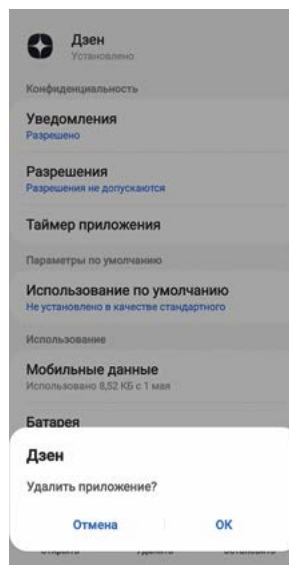 Дзен
Установлено
Конфиденциальность
Уведомления
Разрешено
Разрешения
Разрешения не допускаются
Таймер приложения
Параметры по умолчанию
Использование по умолчанию
Не установлено в качестве стандартного
Использование
Мобильные данные
Использовано 8,52 КБ с 1 мая
Батарея
Дзен
Удалить приложение?
Отмена OK